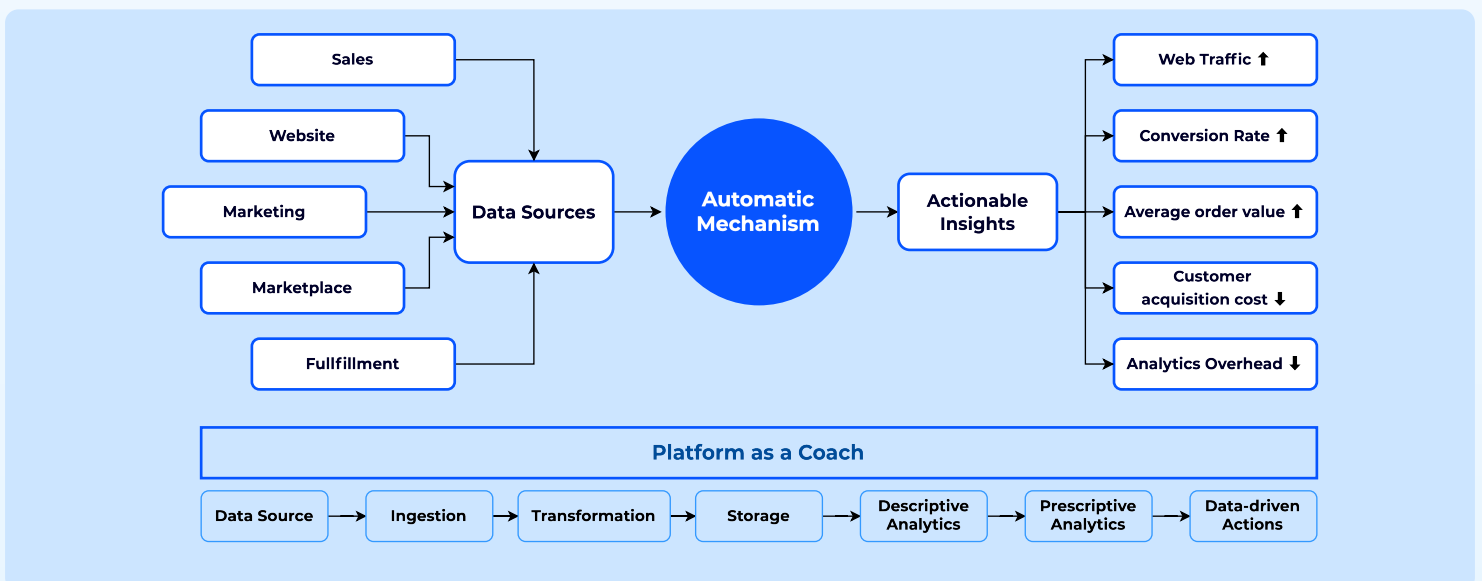 Sales
Website
Marketing
Marketplace
Fullfillment
Data Sources
Automatic
Mechanism
Actionable
Insights
Web Traffic ⬆
Conversion Rate ⬆
Average order value ⬆
Customer
acquisition cost ⬇
Analytics Overhead ⬇
Platform as a Coach
Data Source
Ingestion
Transformation
Storage
Descriptive
Analytics
Prescriptive
Analytics
Data-driven
Actions